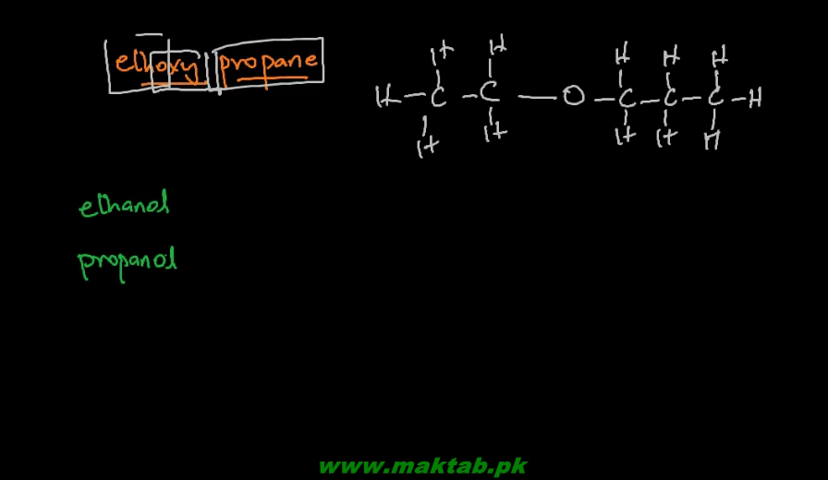 ethoxy propane
H H H H H
H - C - C - O - C - C - C - H
H H H H H
ethanol
propanol
www.maktab.pk